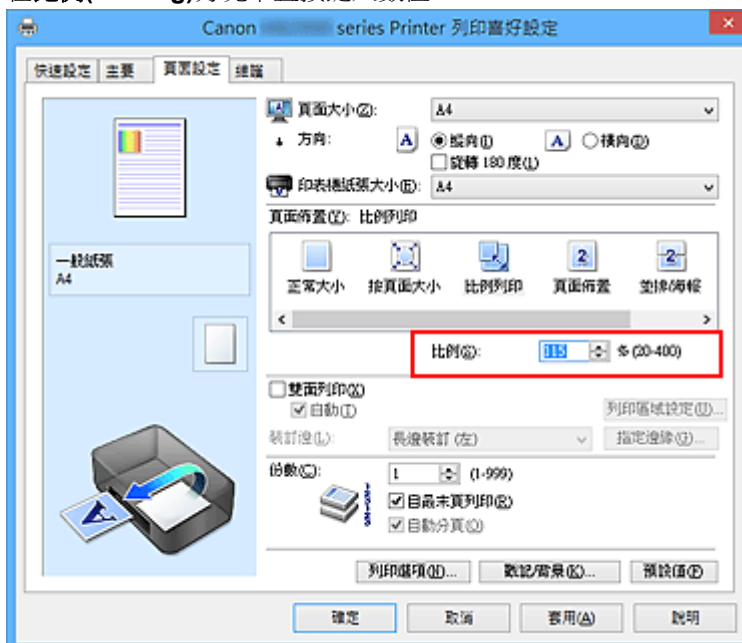 Canon series Printer 列印喜好設定
快速設定 主要 頁面設定 維護
頁面大小(Z): A4
方向: A 縱向(I) A 橫向(D)
旋轉 180 度(L)
印表機紙張大小(E): A4
頁面佈置(Y): 比例列印
正常大小 按頁面大小 比例列印 頁面佈置 並排/海報
一般紙張
A4
比例(S): 115 % (20-400)
雙面列印(X)
自動(T) 列印區域設定(U)...
裝訂邊(L): 長邊裝訂 (左) 指定邊緣(J)...
份數(C): 1 (1-999)
自最末頁列印(R)
自動分頁(O)
列印選項(N)... 戳記/背景(K)... 預設值(F)
確定 取消 套用(A) 說明